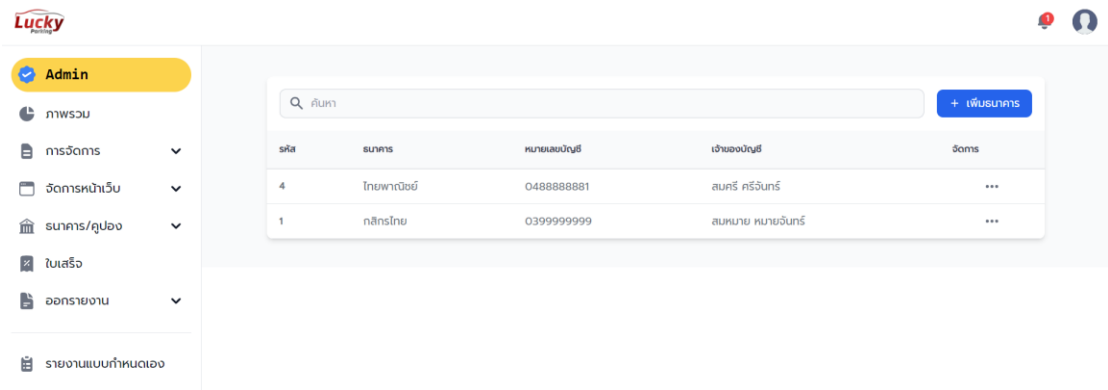 Lucky
Parking
1
Admin
ภาพรวม
การจัดการ
จัดการหน้าเว็บ
ธนาคาร/คูปอง
ใบเสร็จ
ออกรายงาน
รายงานแบบกำหนดเอง
ค้นหา
+ เพิ่มธนาคาร
รหัส ธนาคาร หมายเลขบัญชี เจ้าของบัญชี จัดการ
4 ไทยพาณิชย์ 0488888881 สมศรี ศรีจันทร์ •••
1 กสิกรไทย 0399999999 สมหมาย หมายจันทร์ •••